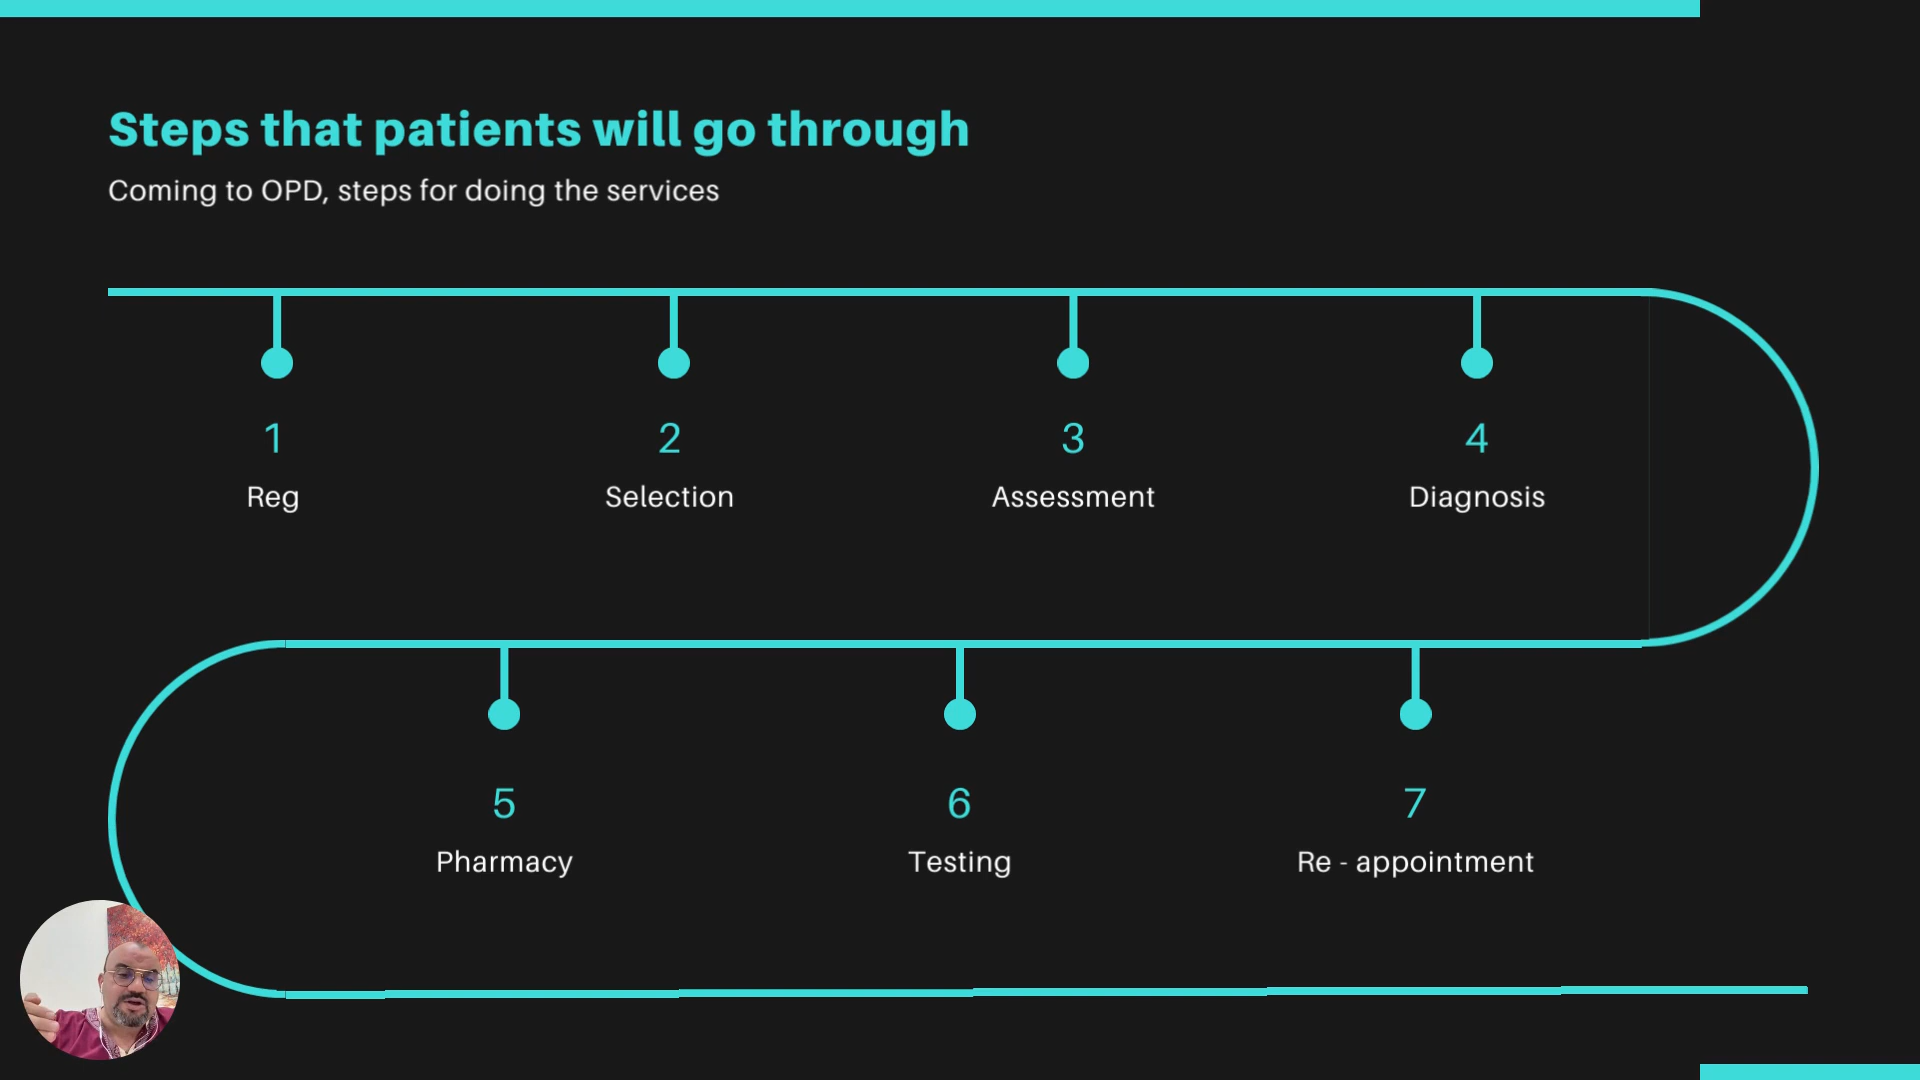 Steps that patients will go through
Coming to OPD, steps for doing the services
1
Reg
2
Selection
3
Assessment
4
Diagnosis
5
Pharmacy
6
Testing
7
Re - appointment